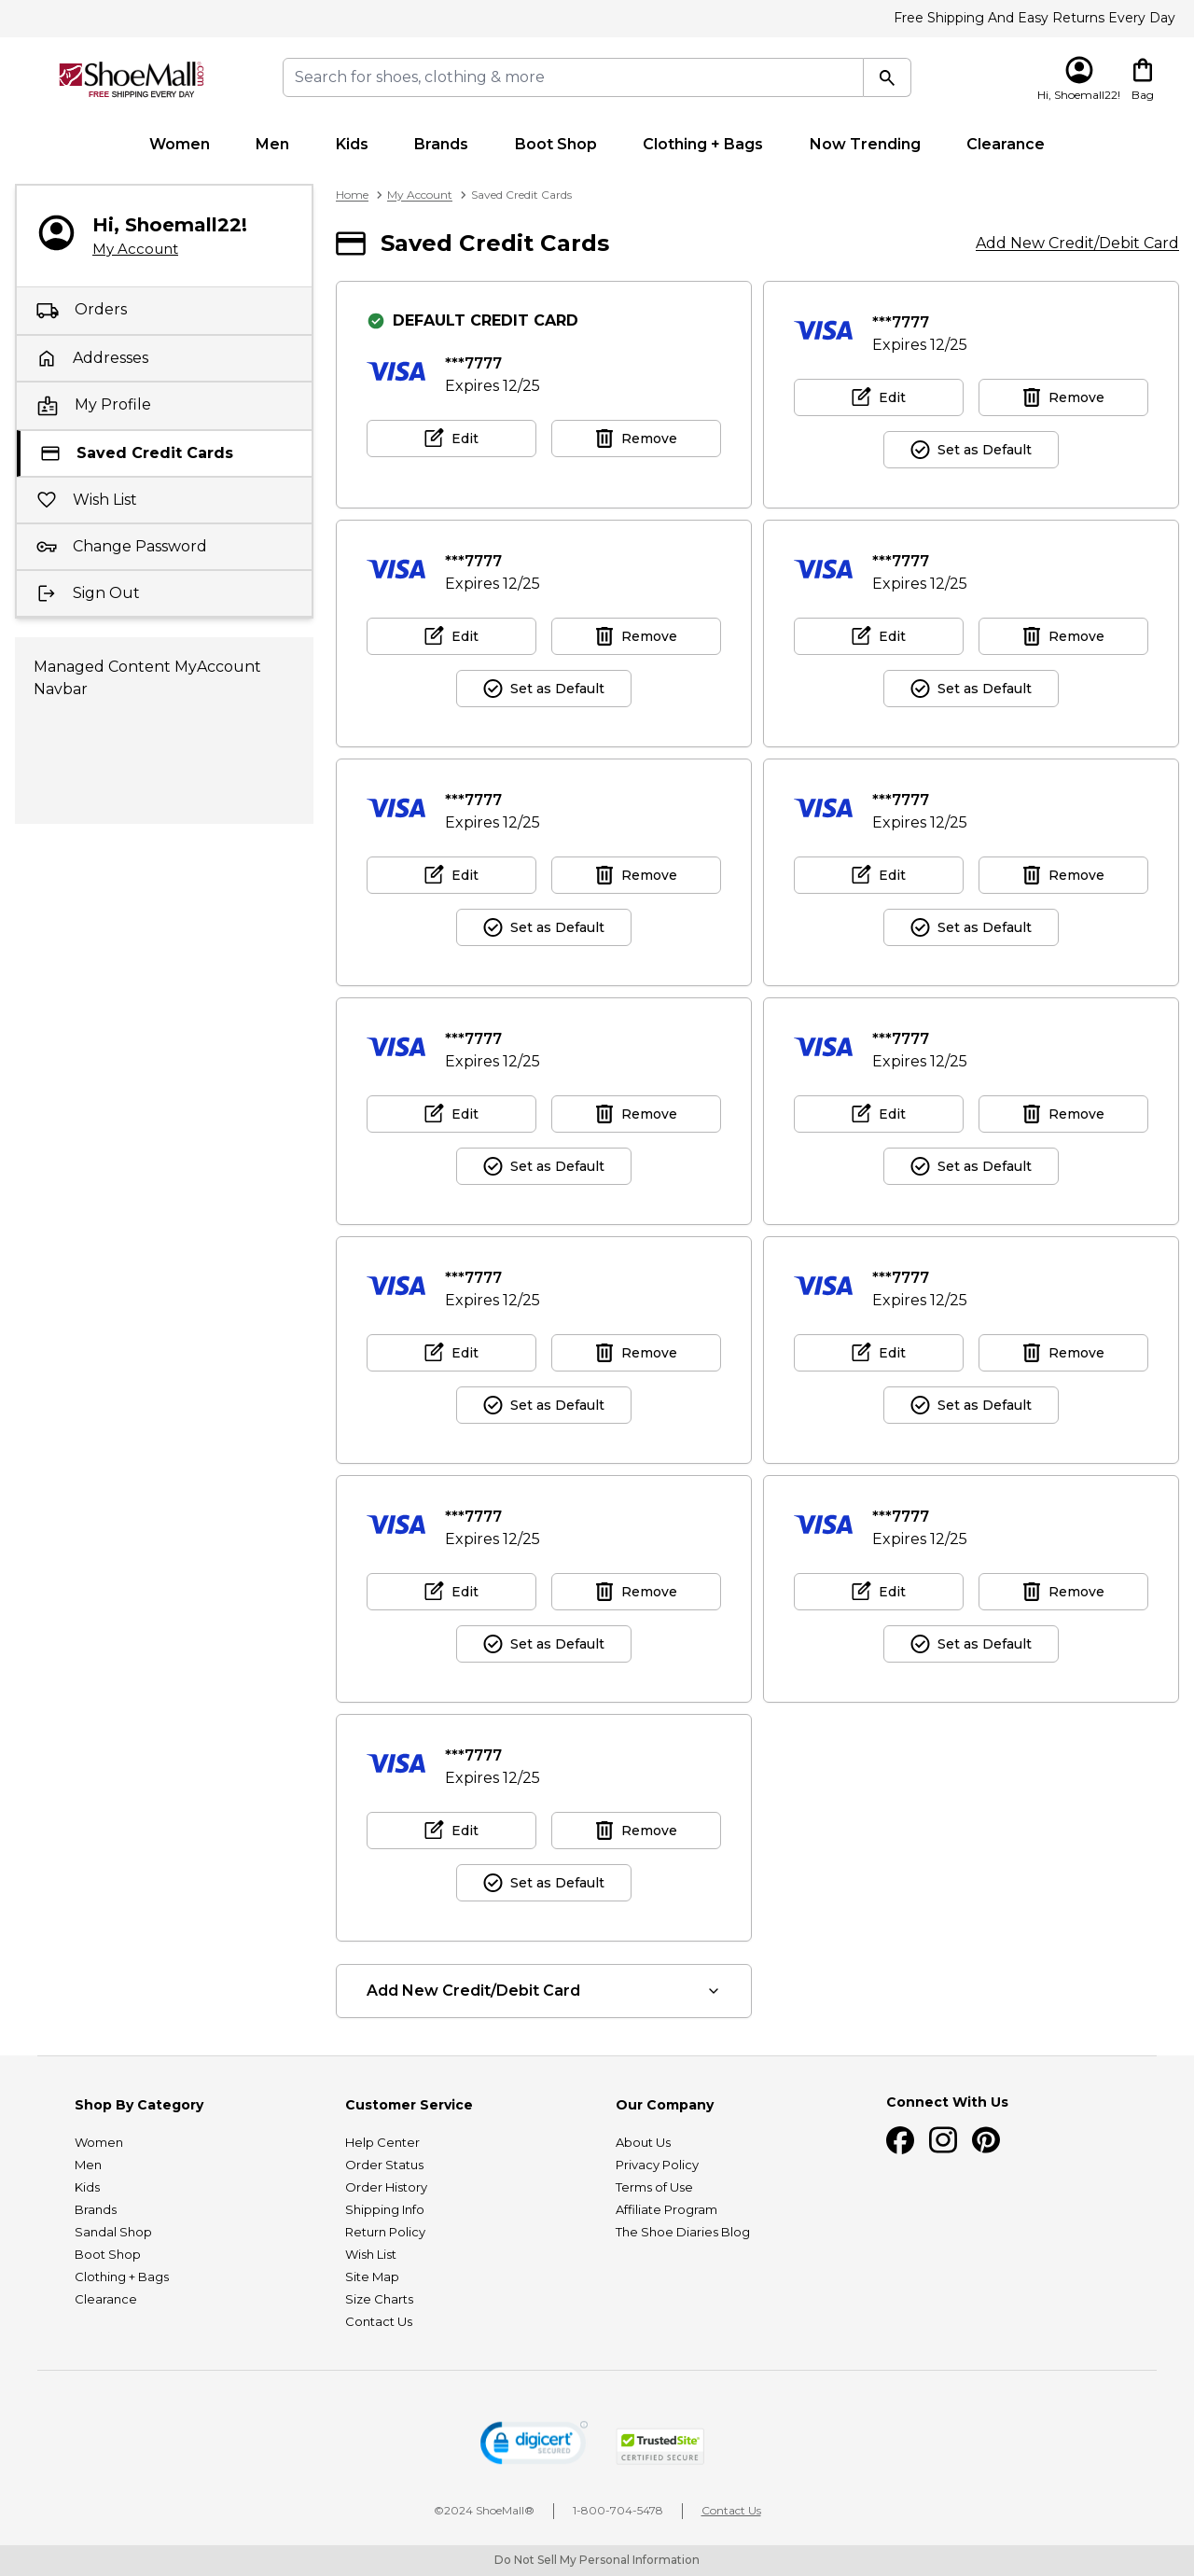 Free Shipping And Easy Returns Every Day
ShoeMall.com
FREE SHIPPING EVERY DAY
Search for shoes, clothing & more
Hi, Shoemall22!
Bag
Women
Men
Kids
Brands
Boot Shop
Clothing + Bags
Now Trending
Clearance
Hi, Shoemall22!
My Account
Orders
Addresses
My Profile
Saved Credit Cards
Wish List
Change Password
Sign Out
Managed Content MyAccount
Navbar
Home > My Account > Saved Credit Cards
Saved Credit Cards
Add New Credit/Debit Card
DEFAULT CREDIT CARD
VISA
***7777
Expires 12/25
Edit
Remove
VISA
***7777
Expires 12/25
Edit
Remove
Set as Default
VISA
***7777
Expires 12/25
Edit
Remove
Set as Default
VISA
***7777
Expires 12/25
Edit
Remove
Set as Default
VISA
***7777
Expires 12/25
Edit
Remove
Set as Default
VISA
***7777
Expires 12/25
Edit
Remove
Set as Default
VISA
***7777
Expires 12/25
Edit
Remove
Set as Default
VISA
***7777
Expires 12/25
Edit
Remove
Set as Default
VISA
***7777
Expires 12/25
Edit
Remove
Set as Default
VISA
***7777
Expires 12/25
Edit
Remove
Set as Default
VISA
***7777
Expires 12/25
Edit
Remove
Set as Default
VISA
***7777
Expires 12/25
Edit
Remove
Set as Default
VISA
***7777
Expires 12/25
Edit
Remove
Set as Default
Add New Credit/Debit Card
Shop By Category
Women
Men
Kids
Brands
Sandal Shop
Boot Shop
Clothing + Bags
Clearance
Customer Service
Help Center
Order Status
Order History
Shipping Info
Return Policy
Wish List
Site Map
Size Charts
Contact Us
Our Company
About Us
Privacy Policy
Terms of Use
Affiliate Program
The Shoe Diaries Blog
Connect With Us
digicert
SECURED
TrustedSite
CERTIFIED SECURE
©2024 ShoeMall®
1-800-704-5478
Contact Us
Do Not Sell My Personal Information